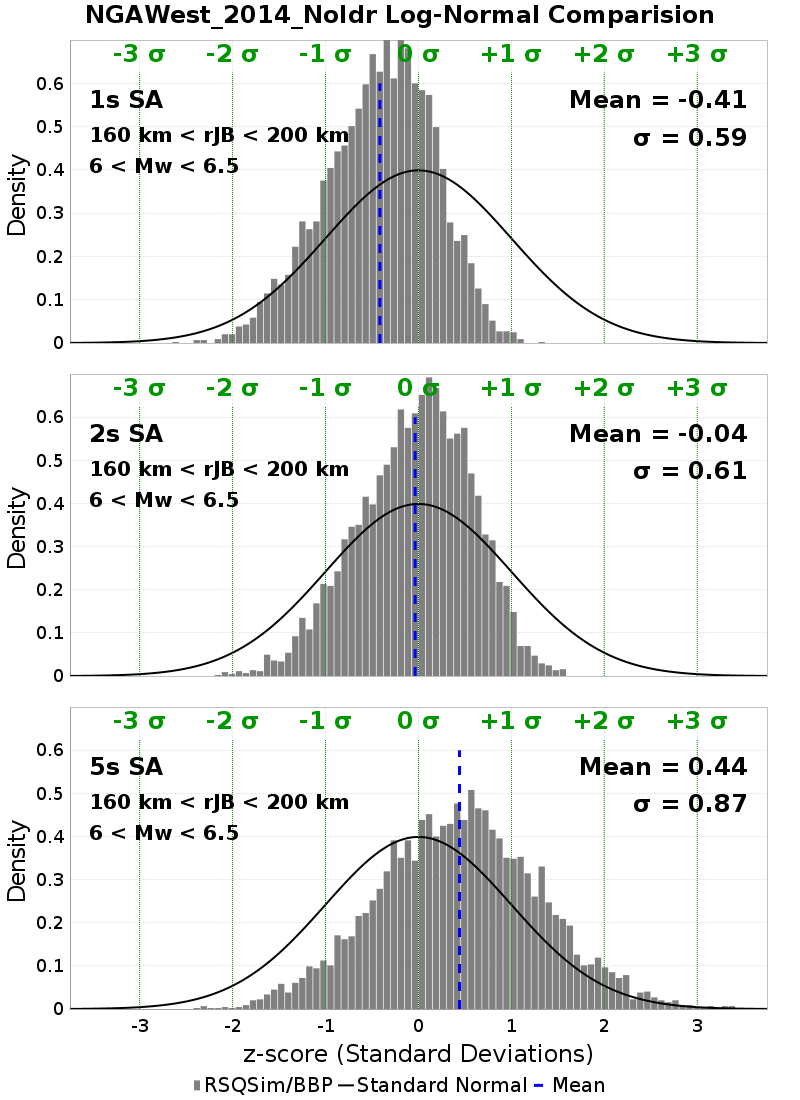 NGAWest_2014_NoIdr Log-Normal Comparision
-3 σ -2 σ -1 σ 0 σ +1 σ +2 σ +3 σ
1s SA Mean = -0.41
160 km < rJB < 200 km σ = 0.59
6 < Mw < 6.5
Density
0.6
0.5
0.4
0.3
0.2
0.1
0
-3 σ -2 σ -1 σ 0 σ +1 σ +2 σ +3 σ
2s SA Mean = -0.04
160 km < rJB < 200 km σ = 0.61
6 < Mw < 6.5
Density
0.6
0.5
0.4
0.3
0.2
0.1
0
-3 σ -2 σ -1 σ 0 σ +1 σ +2 σ +3 σ
5s SA Mean = 0.44
160 km < rJB < 200 km σ = 0.87
6 < Mw < 6.5
Density
0.6
0.5
0.4
0.3
0.2
0.1
0
-3 -2 -1 0 1 2 3
z-score (Standard Deviations)
RSQSim/BBP Standard Normal Mean